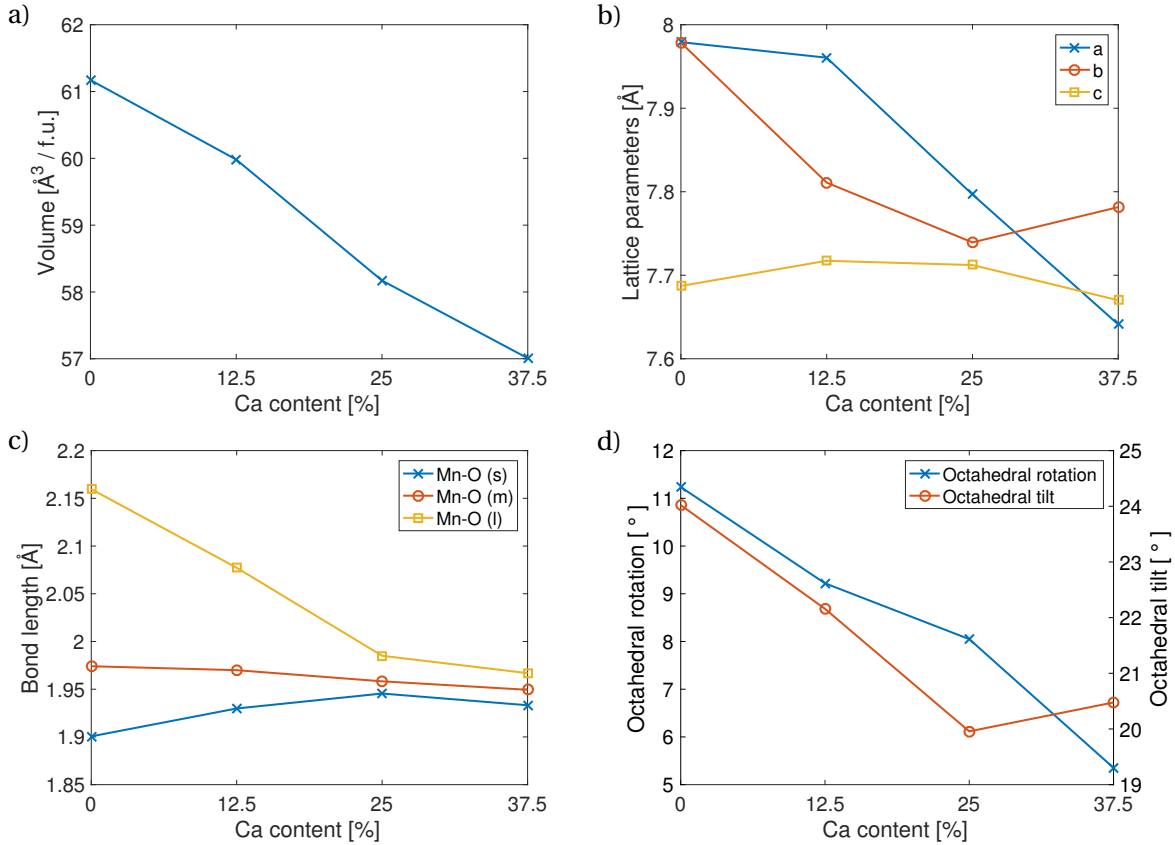 a)
62
61
60
59
58
57
Volume [Å³ / f.u.]
0
12.5
25
37.5
Ca content [%]
b)
8
7.9
7.8
7.7
7.6
Lattice parameters [Å]
a
b
c
0
12.5
25
37.5
Ca content [%]
c)
2.2
2.15
2.1
2.05
2
1.95
1.9
1.85
Bond length [Å]
Mn-O (s)
Mn-O (m)
Mn-O (l)
0
12.5
25
37.5
Ca content [%]
d)
12
11
10
9
8
7
6
5
Octahedral rotation [ ° ]
Octahedral rotation
Octahedral tilt
25
24
23
22
21
20
19
Octahedral tilt [ ° ]
0
12.5
25
37.5
Ca content [%]